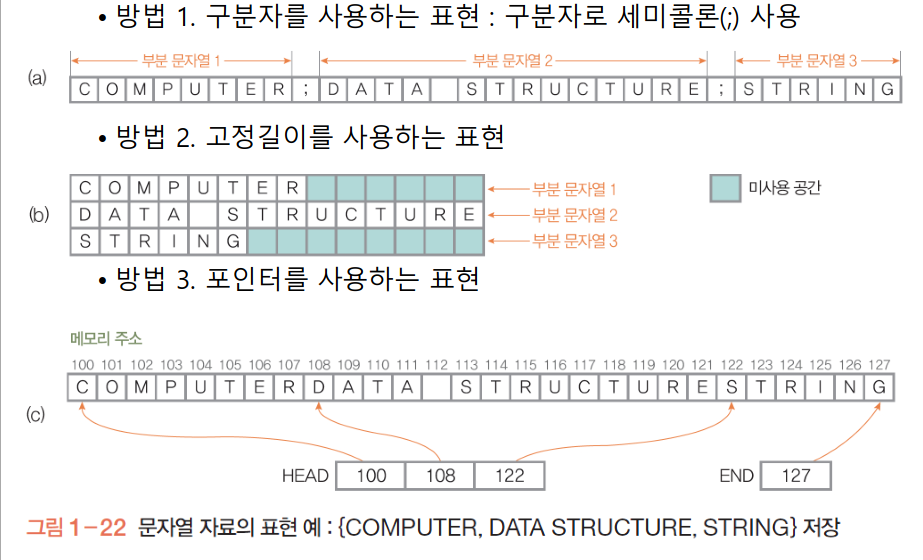 • 방법 1. 구분자를 사용하는 표현 : 구분자로 세미콜론(;) 사용
부분 문자열 1 부분 문자열 2 부분 문자열 3
(a) C O M P U T E R ; D A T A S T R U C T U R E ; S T R I N G
• 방법 2. 고정길이를 사용하는 표현
C O M P U T E R 부분 문자열 1 미사용 공간
(b) D A T A S T R U C T U R E 부분 문자열 2
S T R I N G 부분 문자열 3
• 방법 3. 포인터를 사용하는 표현
메모리 주소
100 101 102 103 104 105 106 107 108 109 110 111 112 113 114 115 116 117 118 119 120 121 122 123 124 125 126 127
C O M P U T E R D A T A S T R U C T U R E S T R I N G
(c)
HEAD 100 108 122 END 127
그림 1-22 문자열 자료의 표현 예 : {COMPUTER, DATA STRUCTURE, STRING} 저장